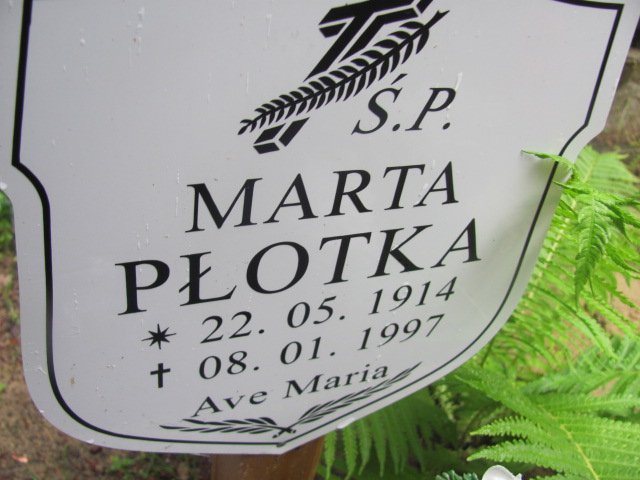 Ś.P.
MARTA
PŁOTKA
* 22. 05. 1914
† 08. 01. 1997
Ave Maria